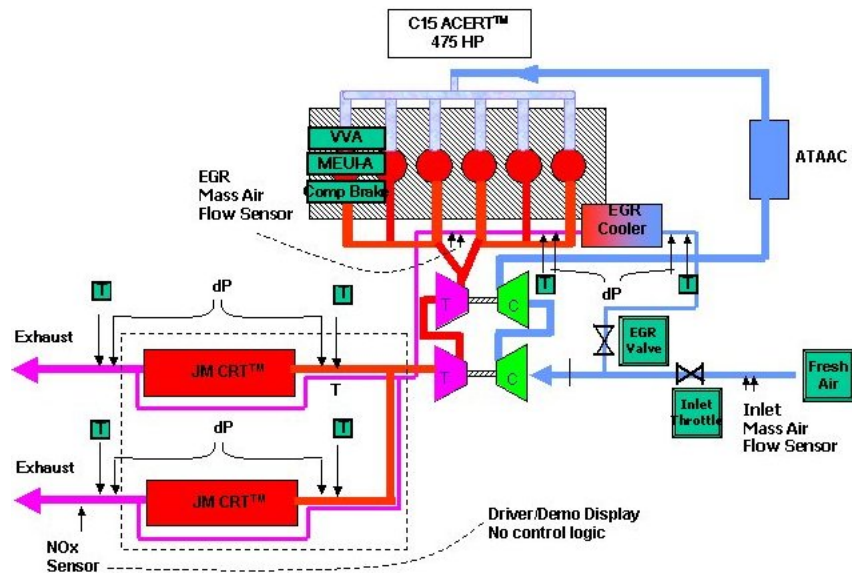 C15 ACERT™
475 HP
VVA
MEUI-A
Comp Brake
EGR
Mass Air
Flow Sensor
EGR
Cooler
ATAAC
T
dP
T
T
C
T
C
EGR
Valve
Fresh
Air
Inlet
Throttle
Inlet
Mass Air
Flow Sensor
T
dP
T
Exhaust
JM CRT™
T
T
dP
T
Exhaust
JM CRT™
NOx
Sensor
Driver/Demo Display
No control logic